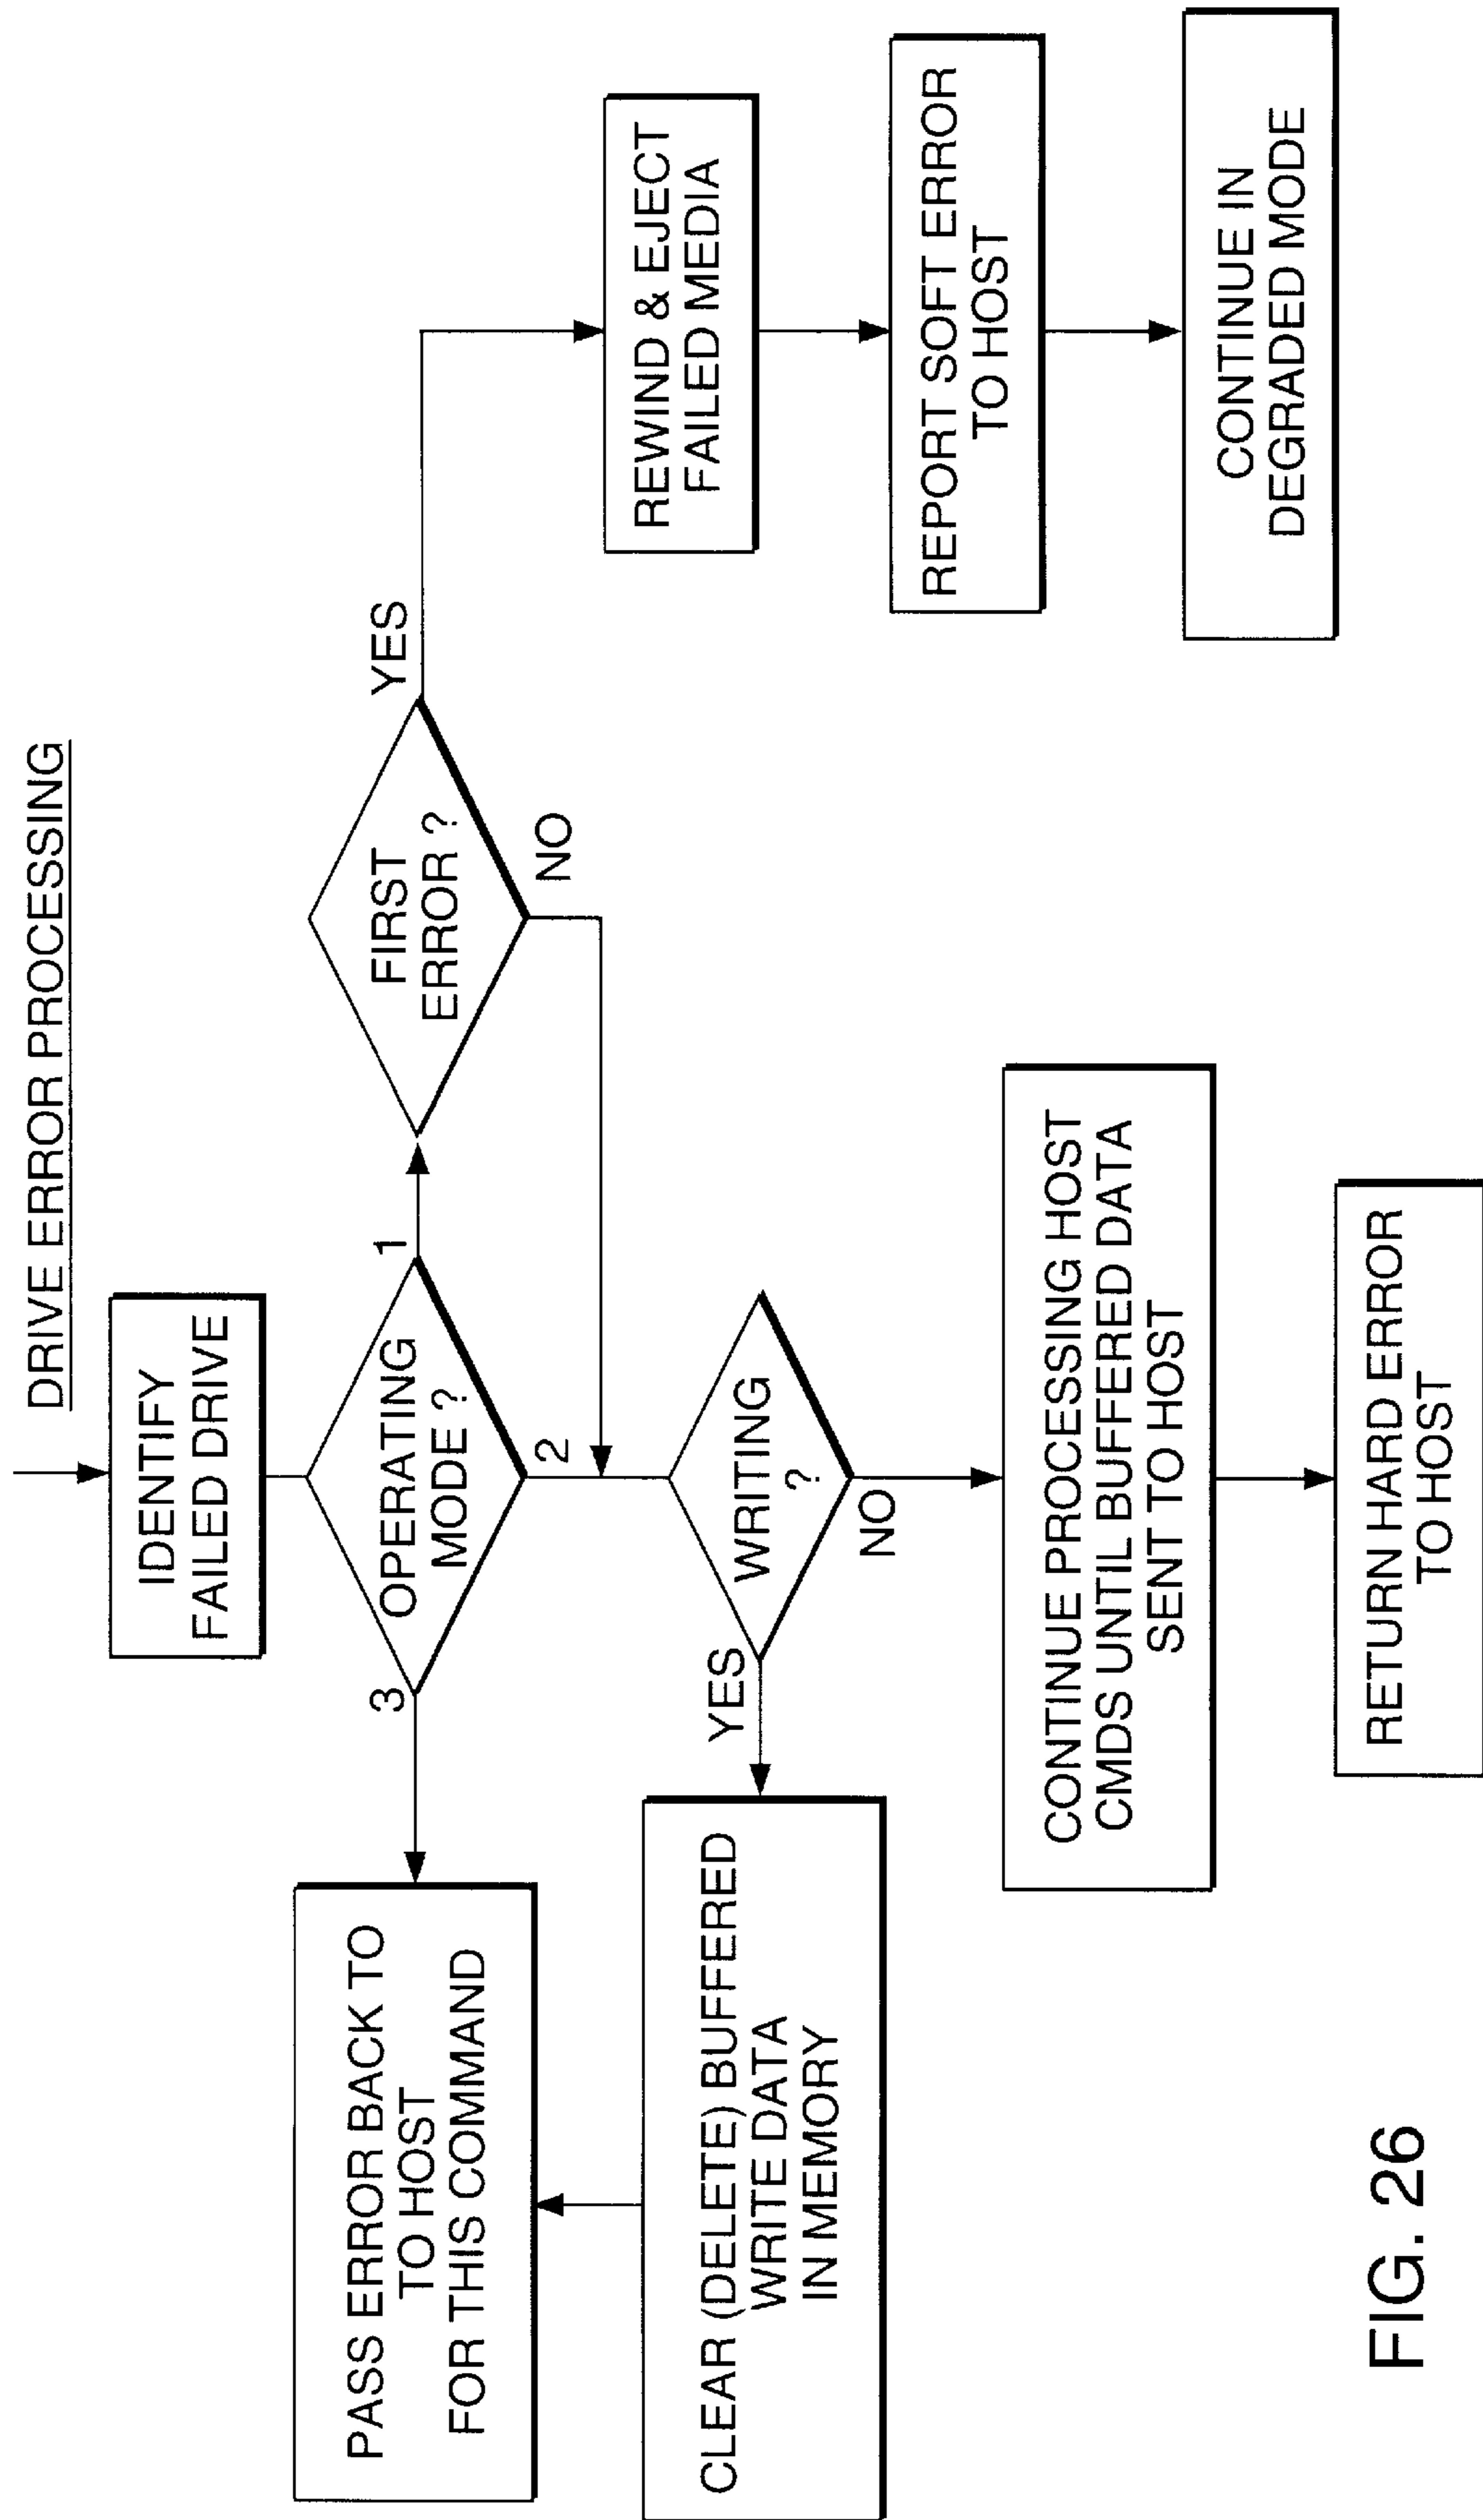 DRIVE ERROR PROCESSING
IDENTIFY
FAILED DRIVE
OPERATING
MODE ?
3
1
2
FIRST
ERROR ?
YES
NO
PASS ERROR BACK TO
TO HOST
FOR THIS COMMAND
REWIND & EJECT
FAILED MEDIA
WRITING
?
YES
NO
CLEAR (DELETE) BUFFERED
WRITE DATA
IN MEMORY
REPORT SOFT ERROR
TO HOST
CONTINUE PROCESSING HOST
CMDS UNTIL BUFFERED DATA
SENT TO HOST
CONTINUE IN
DEGRADED MODE
RETURN HARD ERROR
TO HOST
FIG. 26